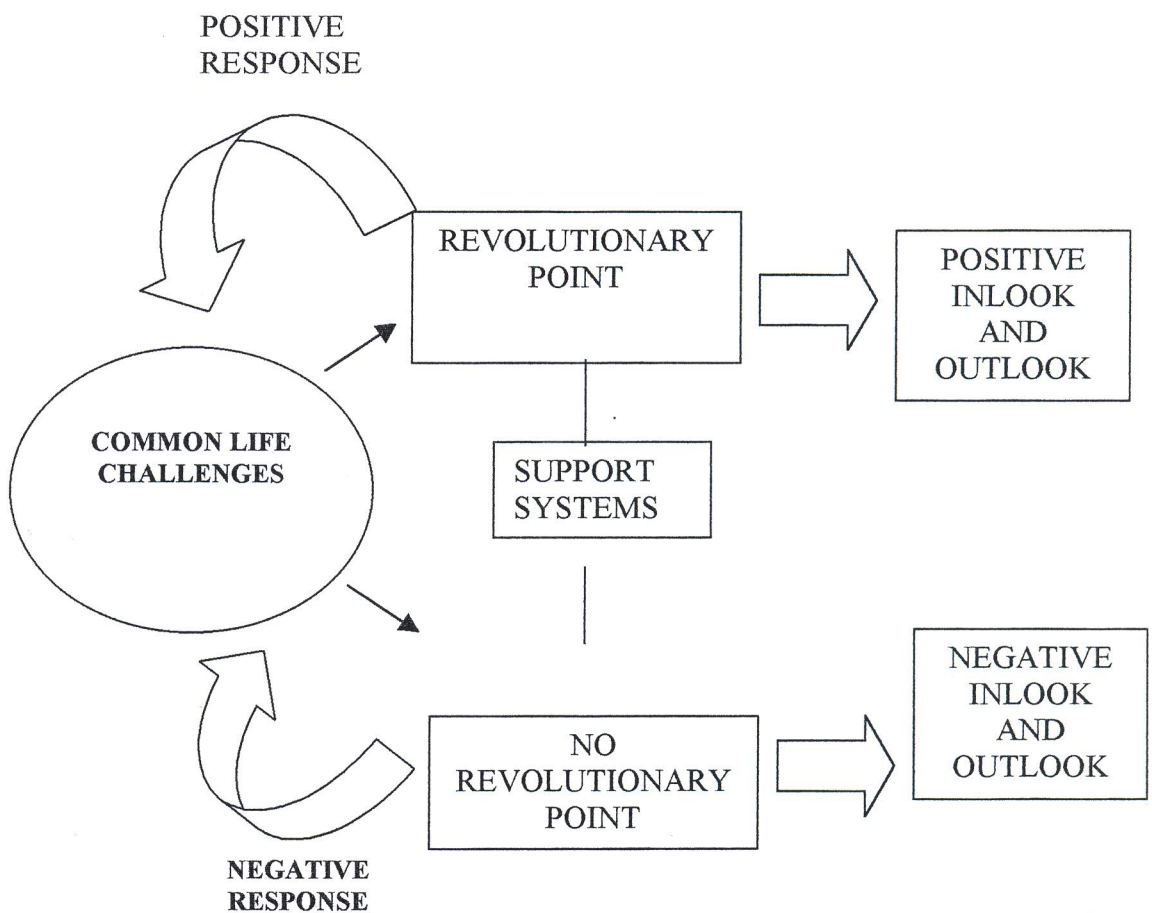 POSITIVE
RESPONSE
REVOLUTIONARY
POINT
POSITIVE
INLOOK
AND
OUTLOOK
COMMON LIFE
CHALLENGES
SUPPORT
SYSTEMS
NEGATIVE
INLOOK
AND
OUTLOOK
NO
REVOLUTIONARY
POINT
NEGATIVE
RESPONSE